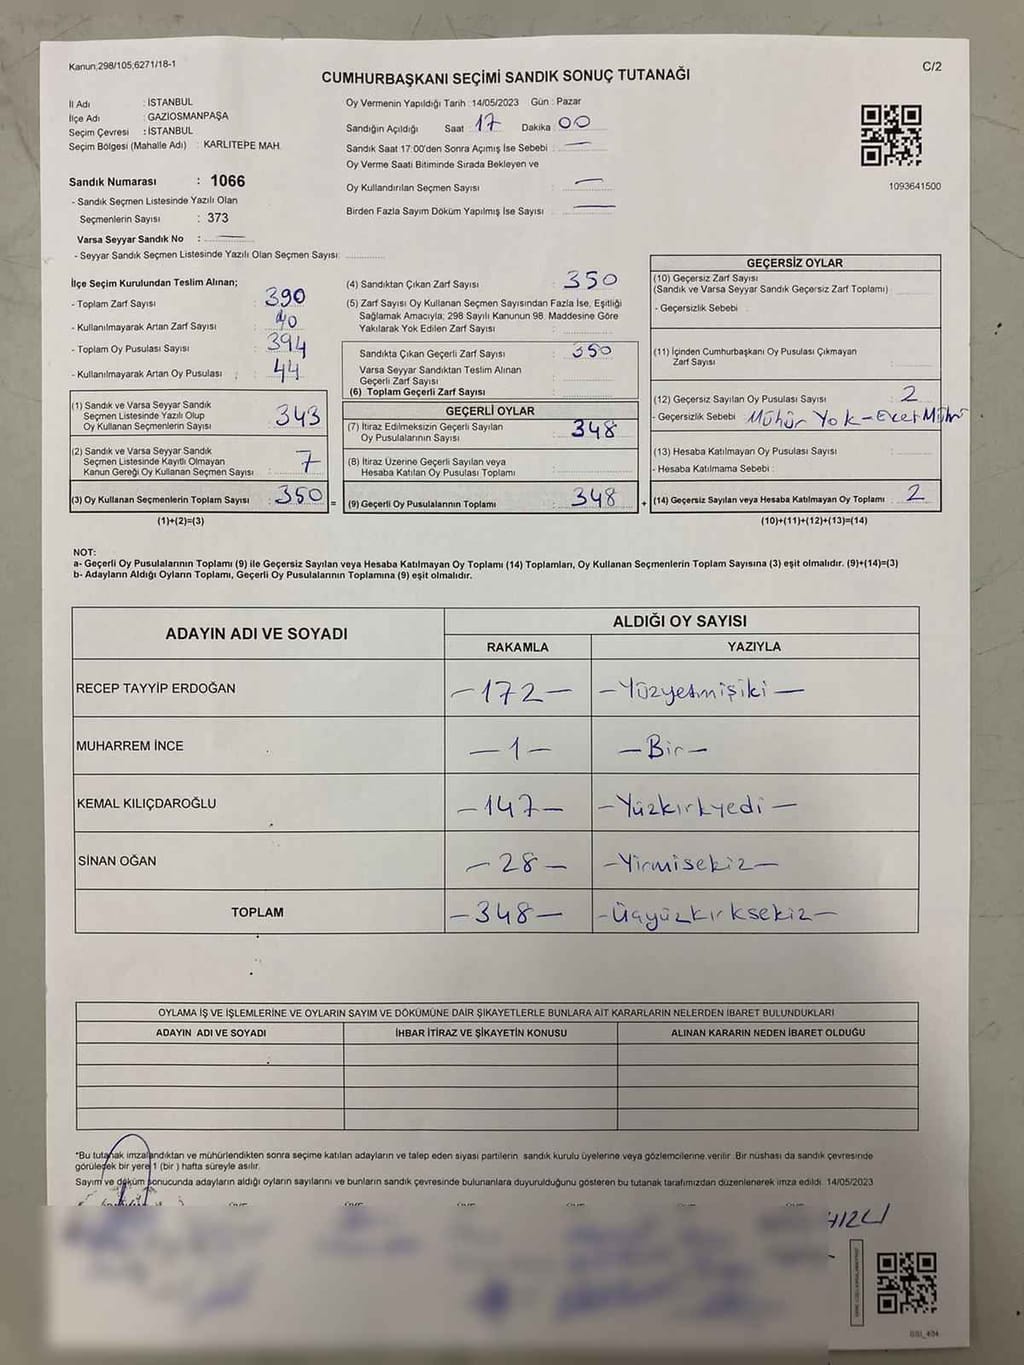 Kanun;298/105,6271/18-1
C/2
CUMHURBAŞKANI SEÇİMİ SANDIK SONUÇ TUTANAĞI
İl Adı : İSTANBUL
İlçe Adı : GAZİOSMANPAŞA
Seçim Çevresi : İSTANBUL
Seçim Bölgesi (Mahalle Adı) : KARLITEPE MAH.
Sandık Numarası : 1066
- Sandık Seçmen Listesinde Yazılı Olan
Seçmenlerin Sayısı : 373
Varsa Seyyar Sandık No : —
- Seyyar Sandık Seçmen Listesinde Yazılı Olan Seçmen Sayısı:
Oy Vermenin Yapıldığı Tarih :14/05/2023 Gün : Pazar
Sandığın Açıldığı Saat 17 Dakika : 00
Sandık Saat 17:00'den Sonra Açımış İse Sebebi : —
Oy Verme Saati Bitiminde Sırada Bekleyen ve
Oy Kullandırılan Seçmen Sayısı : —
Birden Fazla Sayım Döküm Yapılmış İse Sayısı : —
1093641500
İlçe Seçim Kurulundan Teslim Alınan;
- Toplam Zarf Sayısı : 390
- Kullanılmayarak Artan Zarf Sayısı : 40
- Toplam Oy Pusulası Sayısı : 394
- Kullanılmayarak Artan Oy Pusulası : 44
(1) Sandık ve Varsa Seyyar Sandık
Seçmen Listesinde Yazılı Olup
Oy Kullanan Seçmenlerin Sayısı : 343
(2) Sandık ve Varsa Seyyar Sandık
Seçmen Listesinde Kayıtlı Olmayan
Kanun Gereği Oy Kullanan Seçmen Sayısı : 7
(3) Oy Kullanan Seçmenlerin Toplam Sayısı : 350 =
(1)+(2)=(3)
(4) Sandıktan Çıkan Zarf Sayısı : 350
(5) Zarf Sayısı Oy Kullanan Seçmen Sayısından Fazla İse, Eşitliği
Sağlamak Amacıyla; 298 Sayılı Kanunun 98. Maddesine Göre
Yakılarak Yok Edilen Zarf Sayısı :
Sandıkta Çıkan Geçerli Zarf Sayısı : 350
Varsa Seyyar Sandıktan Teslim Alınan
Geçerli Zarf Sayısı :
(6) Toplam Geçerli Zarf Sayısı :
GEÇERLİ OYLAR
(7) İtiraz Edilmeksizin Geçerli Sayılan
Oy Pusulalarının Sayısı : 348
(8) İtiraz Üzerine Geçerli Sayılan veya
Hesaba Katılan Oy Pusulası Toplamı :
(9) Geçerli Oy Pusulalarının Toplamı : 348 +
GEÇERSİZ OYLAR
(10) Geçersiz Zarf Sayısı
(Sandık ve Varsa Seyyar Sandık Geçersiz Zarf Toplamı) :
- Geçersizlik Sebebi :
(11) İçinden Cumhurbaşkanı Oy Pusulası Çıkmayan
Zarf Sayısı :
(12) Geçersiz Sayılan Oy Pusulası Sayısı : 2
- Geçersizlik Sebebi : Mühür Yok - Evet Mührü
(13) Hesaba Katılmayan Oy Pusulası Sayısı :
- Hesaba Katılmama Sebebi :
(14) Geçersiz Sayılan veya Hesaba Katılmayan Oy Toplamı : 2
(10)+(11)+(12)+(13)=(14)
NOT:
a- Geçerli Oy Pusulalarının Toplamı (9) ile Geçersiz Sayılan veya Hesaba Katılmayan Oy Toplamı (14) Toplamları, Oy Kullanan Seçmenlerin Toplam Sayısına (3) eşit olmalıdır. (9)+(14)=(3)
b- Adayların Aldığı Oyların Toplamı, Geçerli Oy Pusulalarının Toplamına (9) eşit olmalıdır.
ADAYIN ADI VE SOYADI
ALDIĞI OY SAYISI
RAKAMLA YAZIYLA
RECEP TAYYİP ERDOĞAN –172– –Yüzyetmişiki–
MUHARREM İNCE –1– –Bir–
KEMAL KILIÇDAROĞLU –147– –Yüzkırkyedi–
SİNAN OĞAN –28– –Yirmisekiz–
TOPLAM –348– –Üçyüzkırksekiz–
OYLAMA İŞ VE İŞLEMLERİNE VE OYLARIN SAYIM VE DÖKÜMÜNE DAİR ŞİKAYETLERLE BUNLARA AİT KARARLARIN NELERDEN İBARET BULUNDUKLARI
ADAYIN ADI VE SOYADI İHBAR İTİRAZ VE ŞİKAYETİN KONUSU ALINAN KARARIN NEDEN İBARET OLDUĞU
*Bu tutanak imzalandıktan ve mühürlendikten sonra seçime katılan adayların ve talep eden siyasi partilerin sandık kurulu üyelerine veya gözlemcilerine verilir. Bir nüshası da sandık çevresinde
görülecek bir yere 1 (bir) hafta süreyle asılır.
Sayım ve döküm sonucunda adayların aldığı oyların sayılarını ve bunların sandık çevresinde bulunanlara duyurulduğunu gösteren bu tutanak tarafımızdan düzenlenerek imza edildi. 14/05/2023